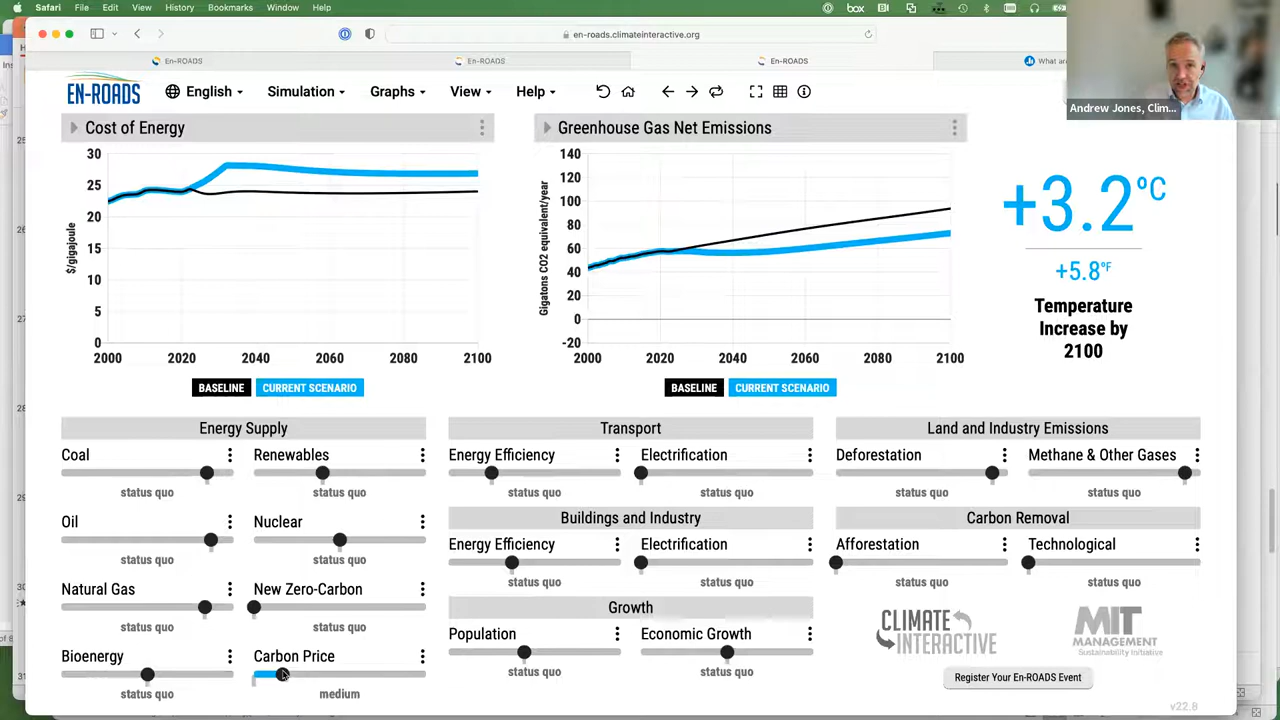 Safari File Edit View History Bookmarks Window Help
box
en-roads.climateinteractive.org
En-ROADS
En-ROADS
En-ROADS
What are
Andrew Jones, Clim...
EN-ROADS
English
Simulation
Graphs
View
Help
Cost of Energy
30
25
20
15
10
5
0
$/gigajoule
2000 2020 2040 2060 2080 2100
BASELINE
CURRENT SCENARIO
Greenhouse Gas Net Emissions
140
120
100
80
60
40
20
0
-20
Gigatons CO2 equivalent/year
2000 2020 2040 2060 2080 2100
BASELINE
CURRENT SCENARIO
+3.2ºC
+5.8ºF
Temperature
Increase by
2100
Energy Supply
Coal
status quo
Renewables
status quo
Oil
status quo
Nuclear
status quo
Natural Gas
status quo
New Zero-Carbon
status quo
Bioenergy
status quo
Carbon Price
medium
Transport
Energy Efficiency
status quo
Electrification
status quo
Buildings and Industry
Energy Efficiency
status quo
Electrification
status quo
Growth
Population
status quo
Economic Growth
status quo
Land and Industry Emissions
Deforestation
status quo
Methane & Other Gases
status quo
Carbon Removal
Afforestation
status quo
Technological
status quo
CLIMATE
INTERACTIVE
MIT
MANAGEMENT
Sustainability Initiative
Register Your En-ROADS Event
v22.8